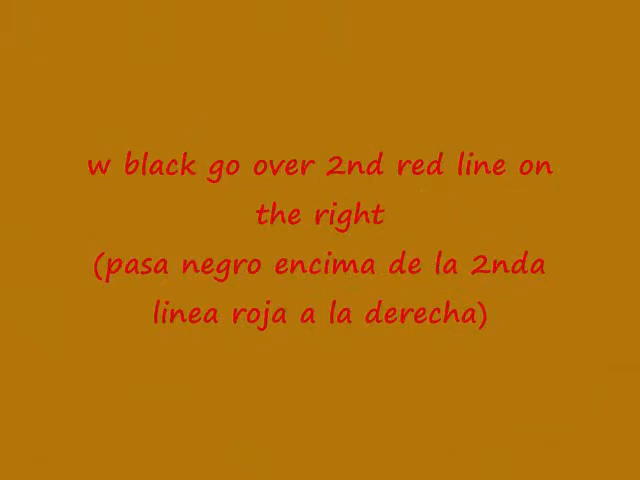 w black go over 2nd red line on
the right
(pasa negro encima de la 2nda
linea roja a la derecha)